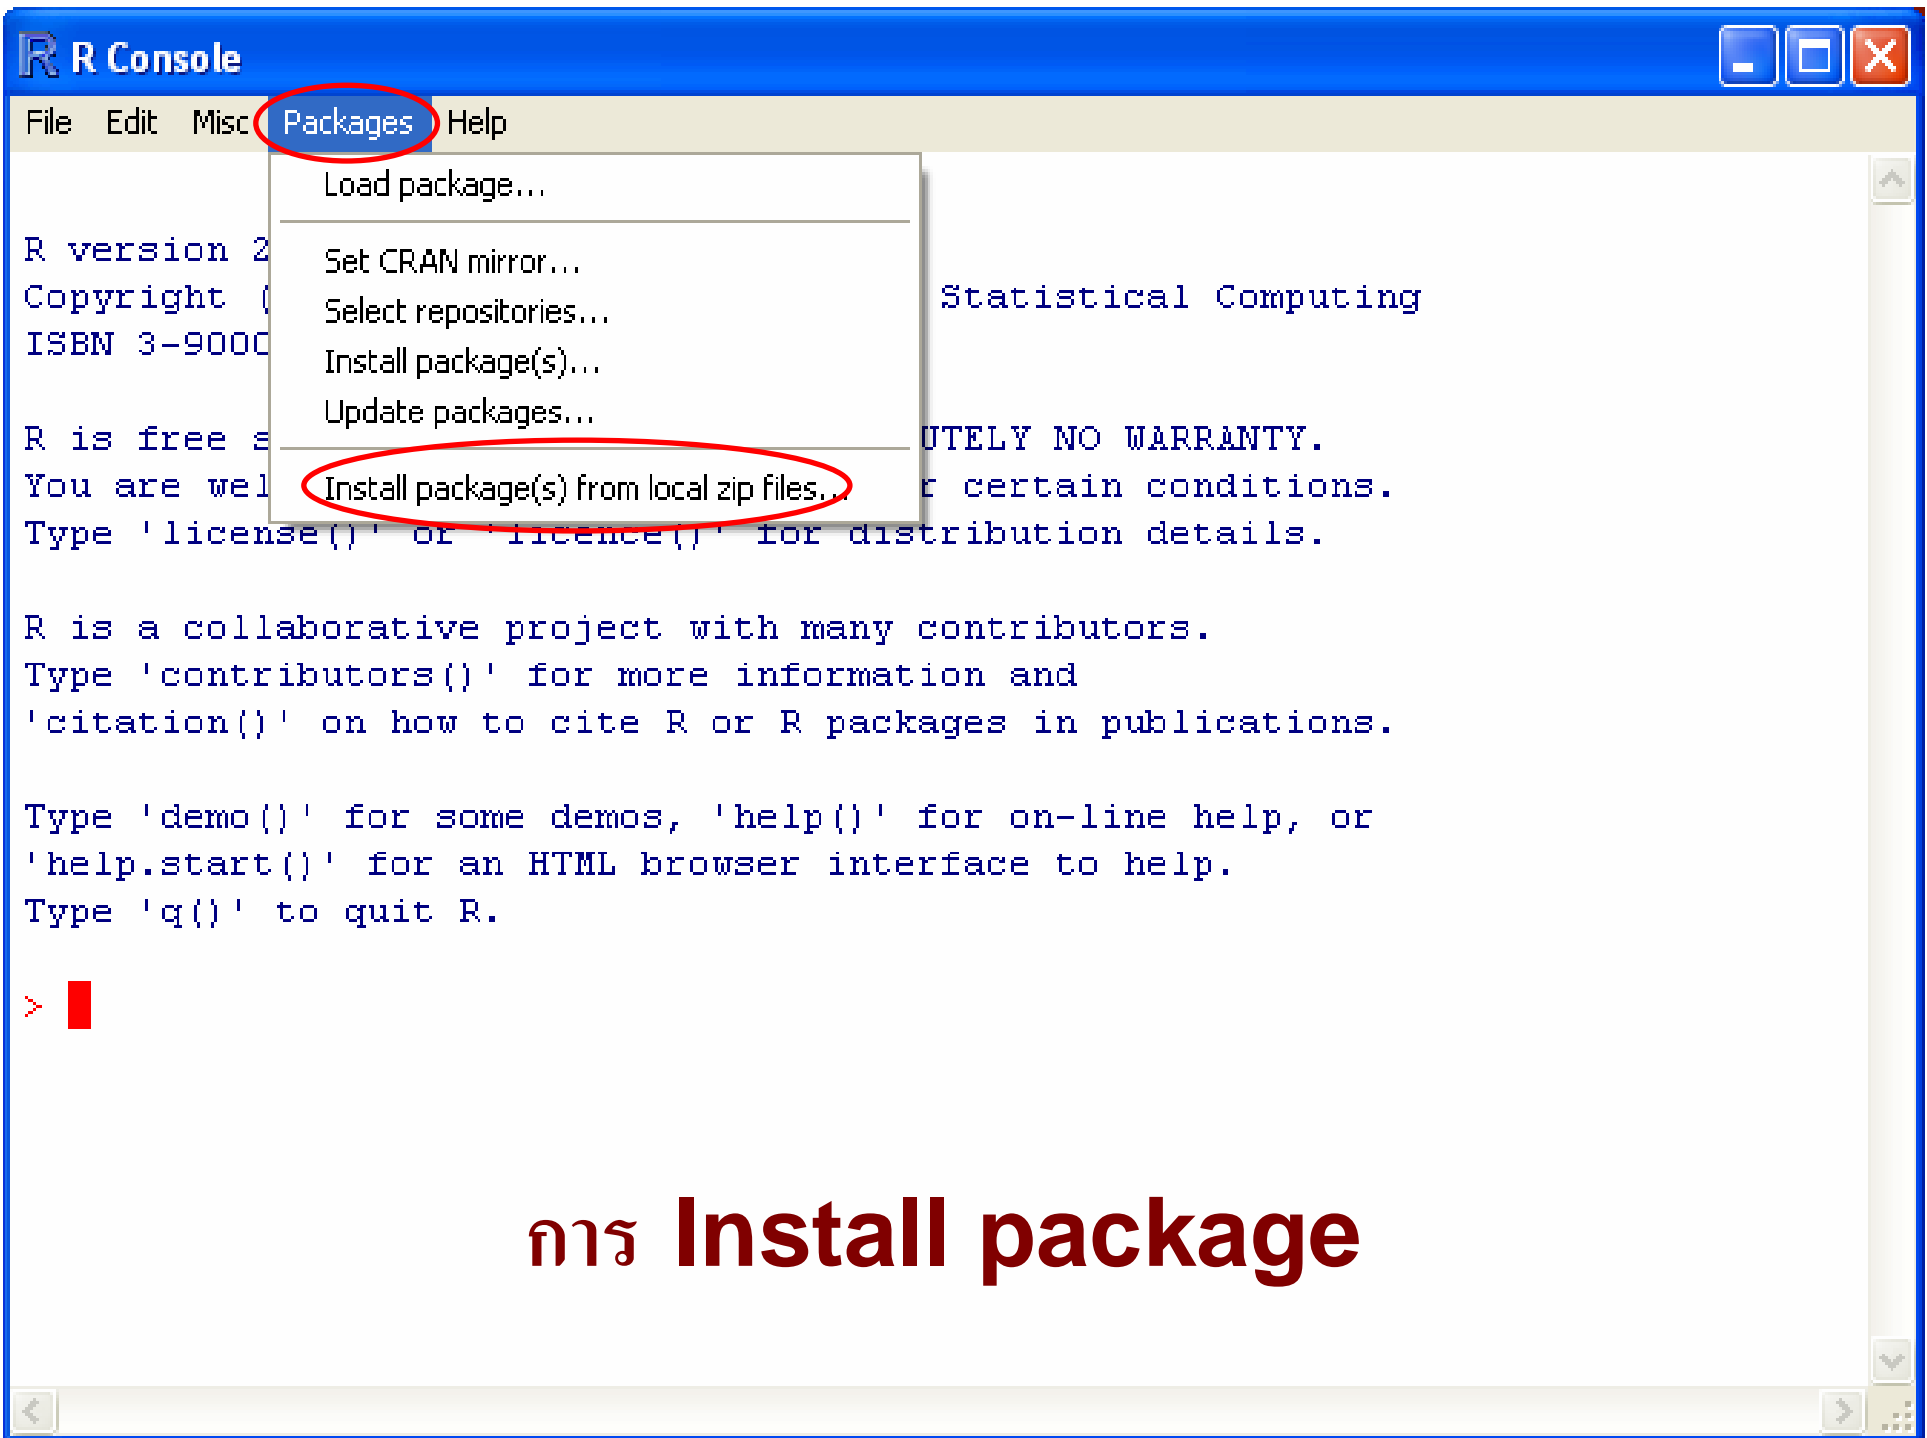 R Console
File Edit Misc Packages Help
Load package...
Set CRAN mirror...
Select repositories...
Install package(s)...
Update packages...
Install package(s) from local zip files...
R version 2
Copyright ( Statistical Computing
ISBN 3-9000
R is free s UTELY NO WARRANTY.
You are wel r certain conditions.
Type 'license()' or 'licence()' for distribution details.
R is a collaborative project with many contributors.
Type 'contributors()' for more information and
'citation()' on how to cite R or R packages in publications.
Type 'demo()' for some demos, 'help()' for on-line help, or
'help.start()' for an HTML browser interface to help.
Type 'q()' to quit R.
>
การ Install package